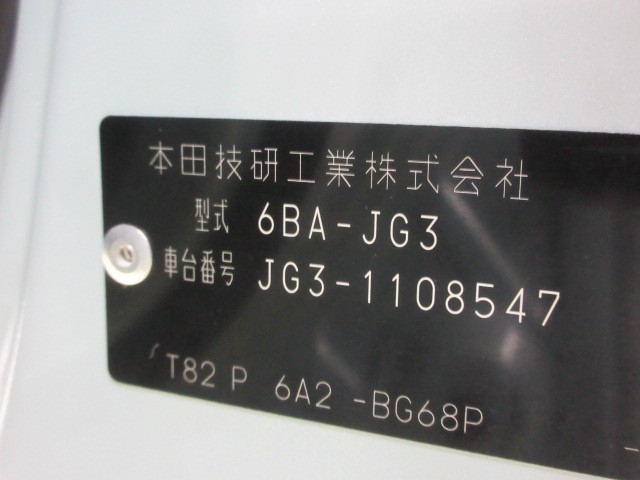 本田技研工業株式会社
型式 6BA-JG3
車台番号 JG3-1108547
T82 P 6A2 -BG68P